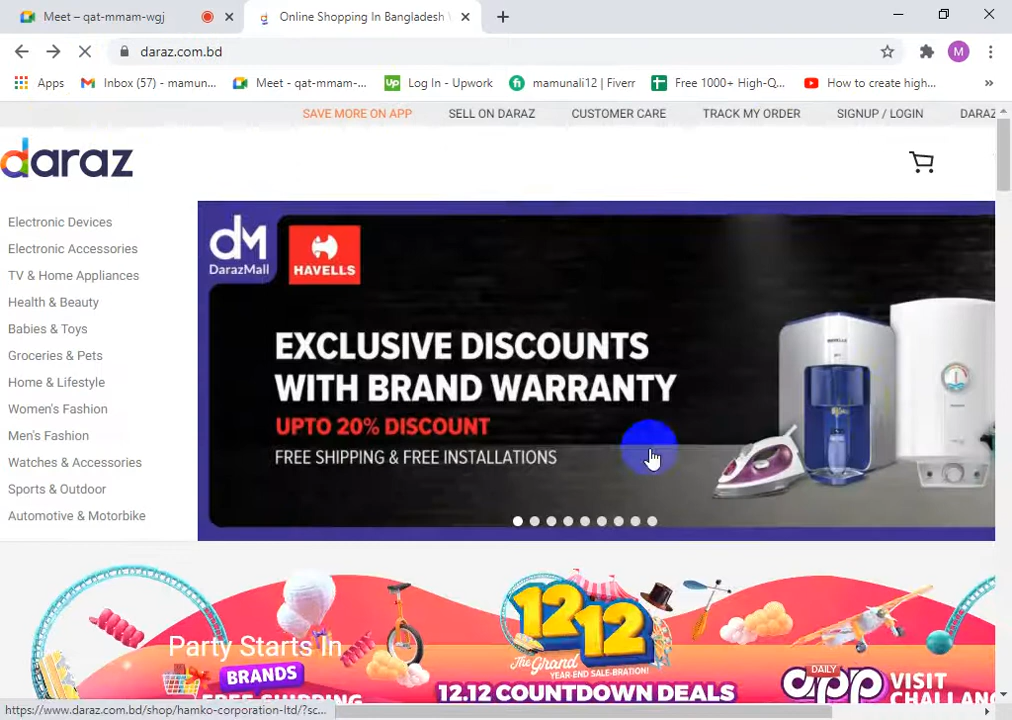 Meet – qat-mmam-wgj
Online Shopping In Bangladesh
daraz.com.bd
M
Apps
Inbox (57) - mamun...
Meet - qat-mmam-...
Up
Log In - Upwork
fi
mamunali12 | Fiverr
Free 1000+ High-Q...
How to create high...
»
SAVE MORE ON APP
SELL ON DARAZ
CUSTOMER CARE
TRACK MY ORDER
SIGNUP / LOGIN
DARAZ
daraz
Electronic Devices
Electronic Accessories
TV & Home Appliances
Health & Beauty
Babies & Toys
Groceries & Pets
Home & Lifestyle
Women's Fashion
Men's Fashion
Watches & Accessories
Sports & Outdoor
Automotive & Motorbike
dm
DarazMall
HAVELLS
EXCLUSIVE DISCOUNTS
WITH BRAND WARRANTY
UPTO 20% DISCOUNT
FREE SHIPPING & FREE INSTALLATIONS
Party Starts In
BRANDS
FREE SHIPPING
12.12
The Grand
YEAR-END SALE-BRATION!
12.12 COUNTDOWN DEALS
DAILY
app
VISIT
CHALLANG
https://www.daraz.com.bd/shop/hamko-corporation-ltd/?sc...